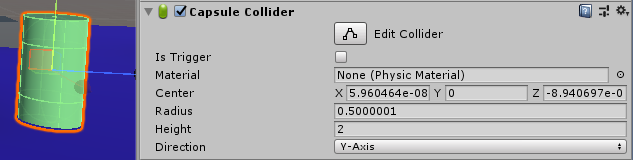 Capsule Collider
Edit Collider
Is Trigger
Material None (Physic Material)
Center X 5.960464e-08 Y 0 Z -8.940697e-0
Radius 0.5000001
Height 2
Direction Y-Axis